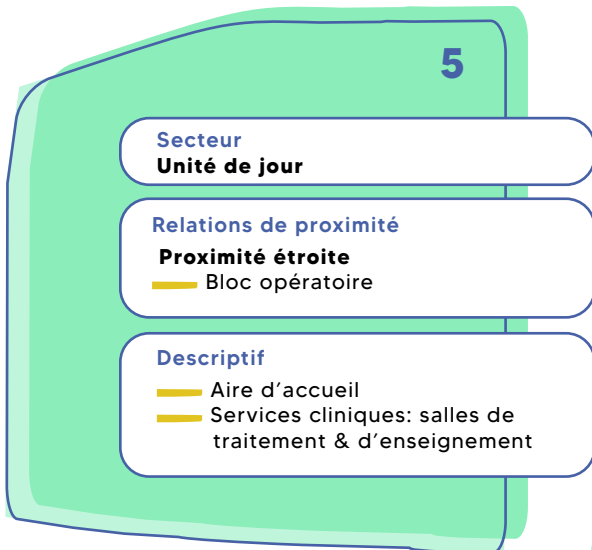 5
Secteur
Unité de jour
Relations de proximité
Proximité étroite
Bloc opératoire
Descriptif
Aire d'accueil
Services cliniques: salles de
traitement & d'enseignement